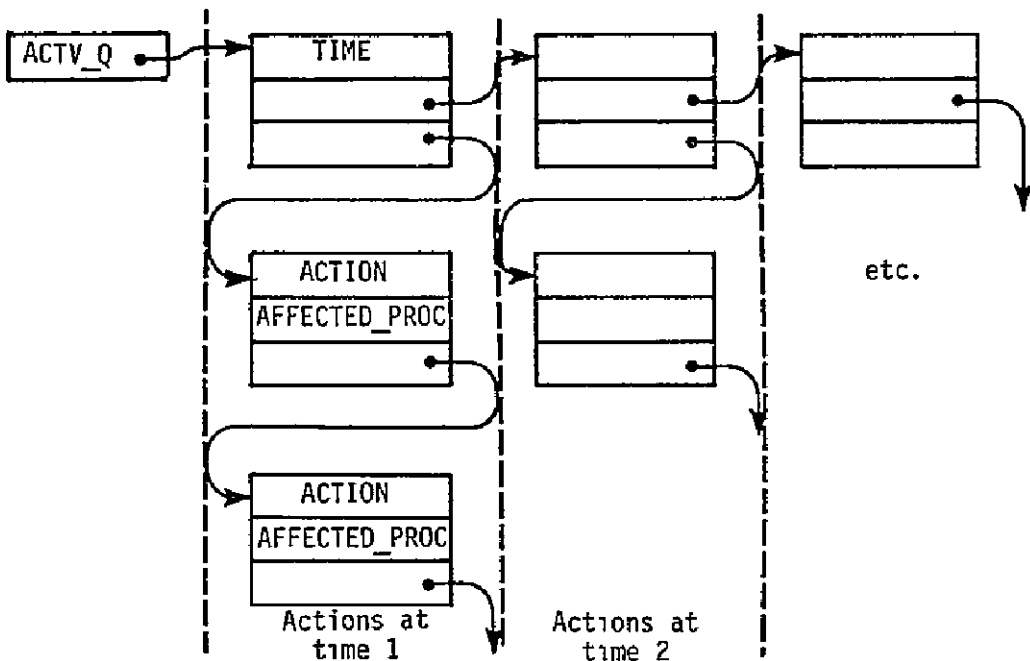 ACTV_Q
TIME
ACTION
AFFECTED_PROC
etc.
ACTION
AFFECTED_PROC
Actions at
time 1
Actions at
time 2